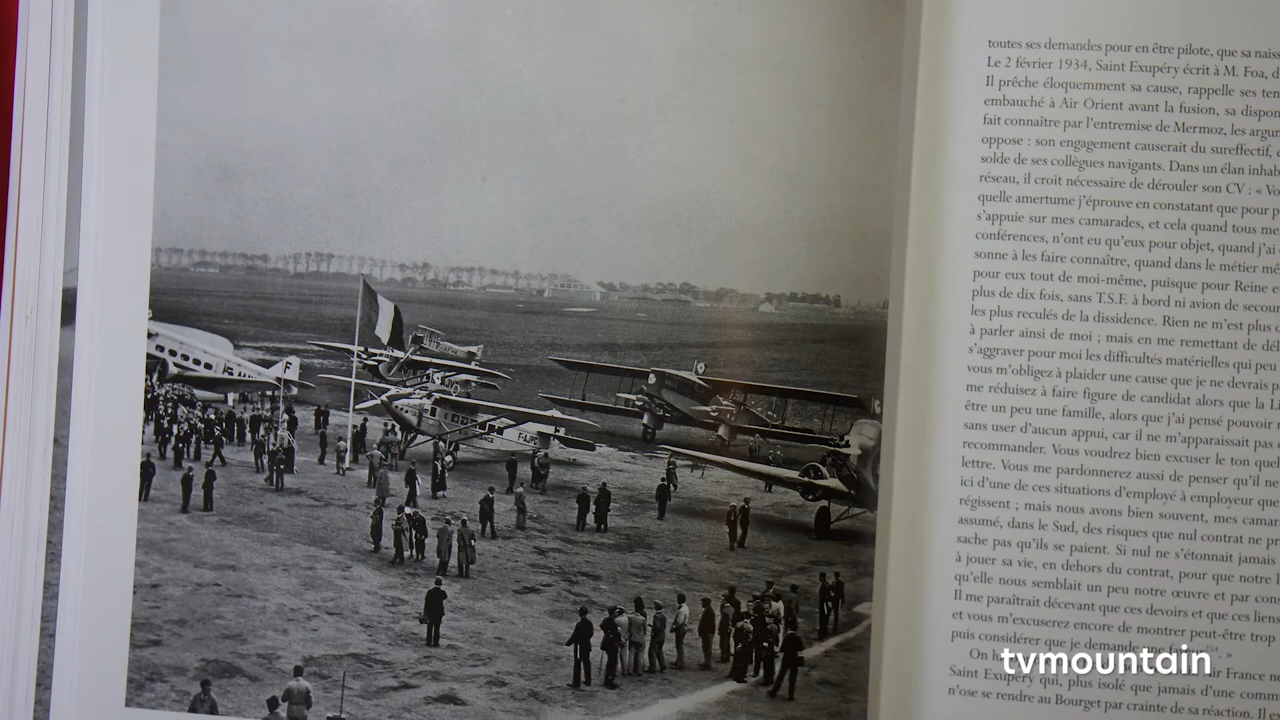 F
F-AJPC
toutes ses demandes pour en être pilote, que sa naiss
Le 2 février 1934, Saint Exupéry écrit à M. Foa, d
Il prêche éloquemment sa cause, rappelle ses ten
embauché à Air Orient avant la fusion, sa dispon
fait connaître par l'entremise de Mermoz, les argun
oppose : son engagement causerait du sureffectif, e
solde de ses collègues navigants. Dans un élan inhab
réseau, il croit nécessaire de dérouler son CV : « Vo
quelle amertume j'éprouve en constatant que pour p
s'appuie sur mes camarades, et cela quand tous me
conférences, n'ont eu qu'eux pour objet, quand j'ai
sonne à les faire connaître, quand dans le métier mê
pour eux tout de moi-même, puisque pour Reine e
plus de dix fois, sans T.S.F. à bord ni avion de secour
les plus reculés de la dissidence. Rien ne m'est plus d
à parler ainsi de moi ; mais en me remettant de dél
s'aggraver pour moi les difficultés matérielles qui peu
vous m'obligez à plaider une cause que je ne devrais p
me réduisez à faire figure de candidat alors que la Li
être un peu une famille, alors que j'ai pensé pouvoir r
sans user d'aucun appui, car il ne m'apparaissait pas
recommander. Vous voudrez bien excuser le ton quel
lettre. Vous me pardonnerez aussi de penser qu'il ne
ici d'une de ces situations d'employé à employeur que
régissent ; mais nous avons bien souvent, mes camar
assumé, dans le Sud, des risques que nul contrat ne pr
sache pas qu'ils se paient. Si nul ne s'étonnait jamais
à jouer sa vie, en dehors du contrat, pour que notre l
qu'elle nous semblait un peu notre œuvre et par con
Il me paraîtrait décevant que ces devoirs et que ces liens
et vous m'excuserez encore de montrer peut-être trop
puis considérer que je demande une faveur »
On lu ir France ne
Saint Exupéry qui, plus isolé que jamais d'une comm
n'ose se rendre au Bourget par crainte de sa réaction. Il e
tvmountain